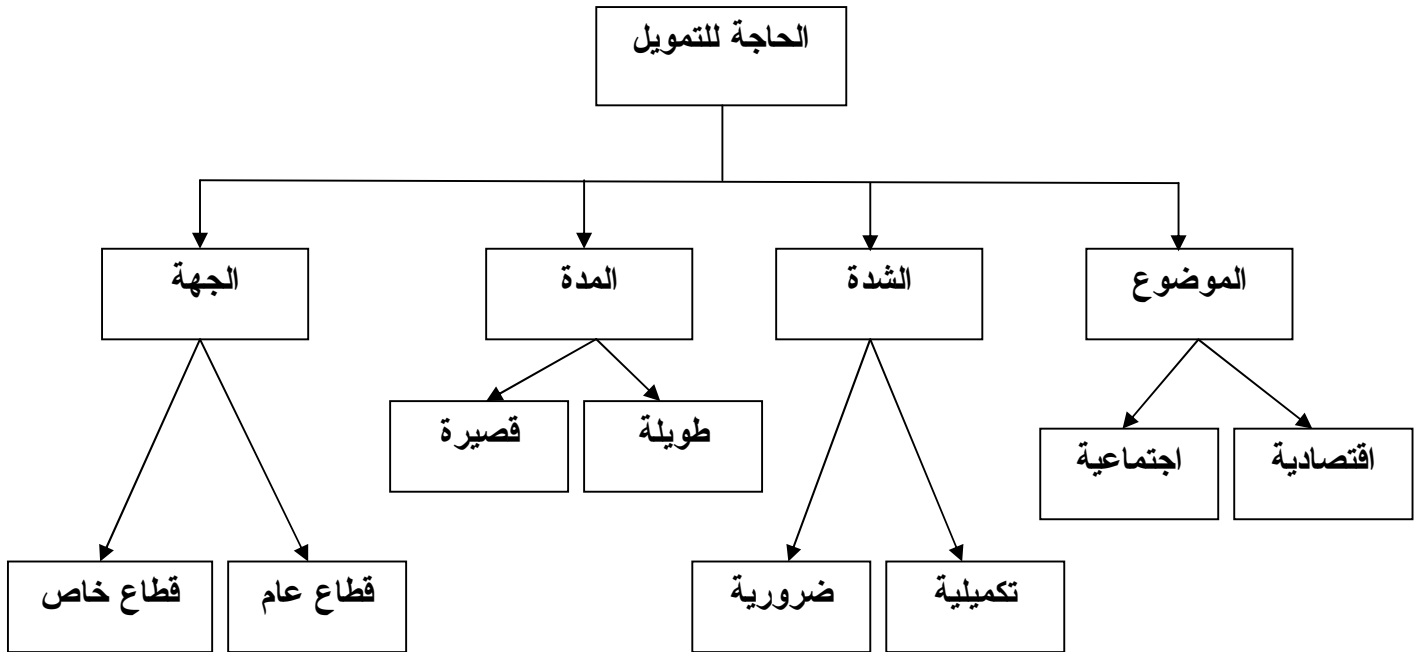 الحاجة للتمويل
الموضوع
الشدة
المدة
الجهة
اقتصادية
اجتماعية
طويلة
قصيرة
تكميلية
ضرورية
قطاع عام
قطاع خاص